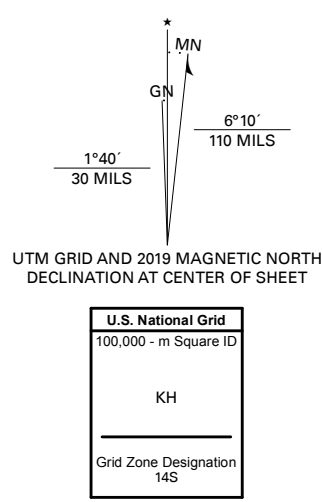 ★
MN
GN
6°10´
110 MILS
1°40´
30 MILS
UTM GRID AND 2019 MAGNETIC NORTH
DECLINATION AT CENTER OF SHEET
U.S. National Grid
100,000 - m Square ID
KH
Grid Zone Designation
14S